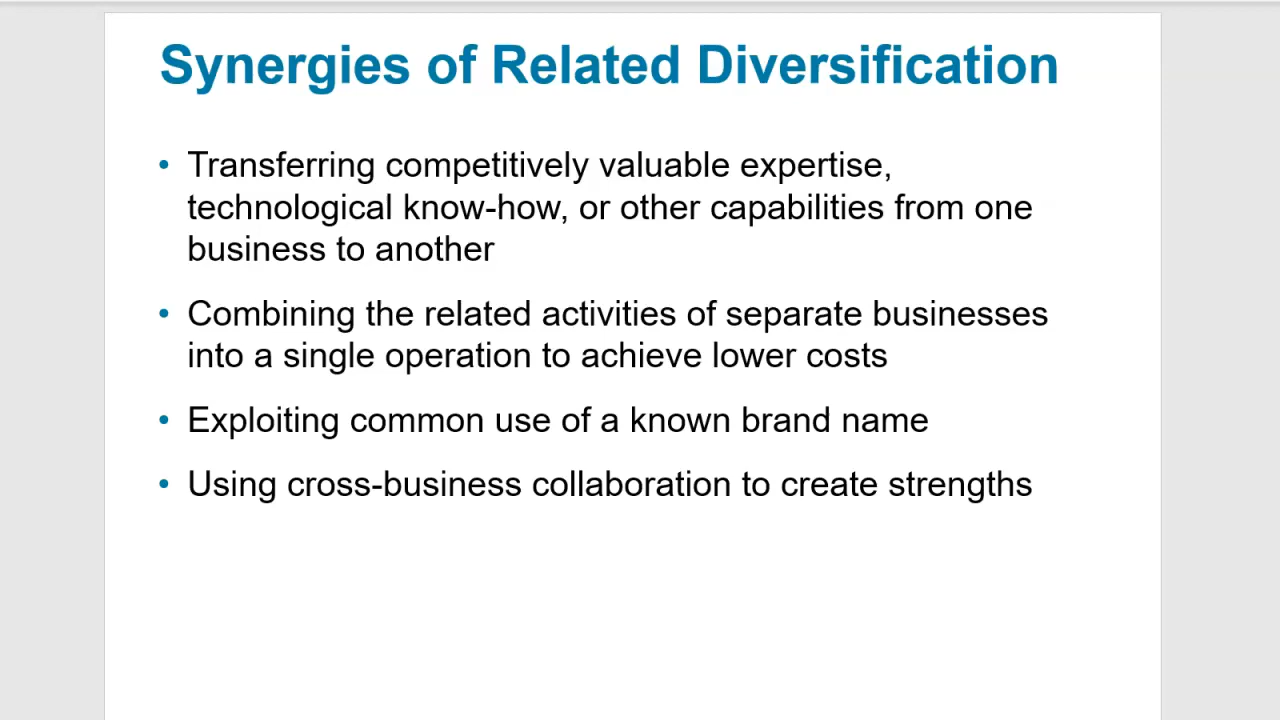 Synergies of Related Diversification
• Transferring competitively valuable expertise,
technological know-how, or other capabilities from one
business to another
• Combining the related activities of separate businesses
into a single operation to achieve lower costs
• Exploiting common use of a known brand name
• Using cross-business collaboration to create strengths